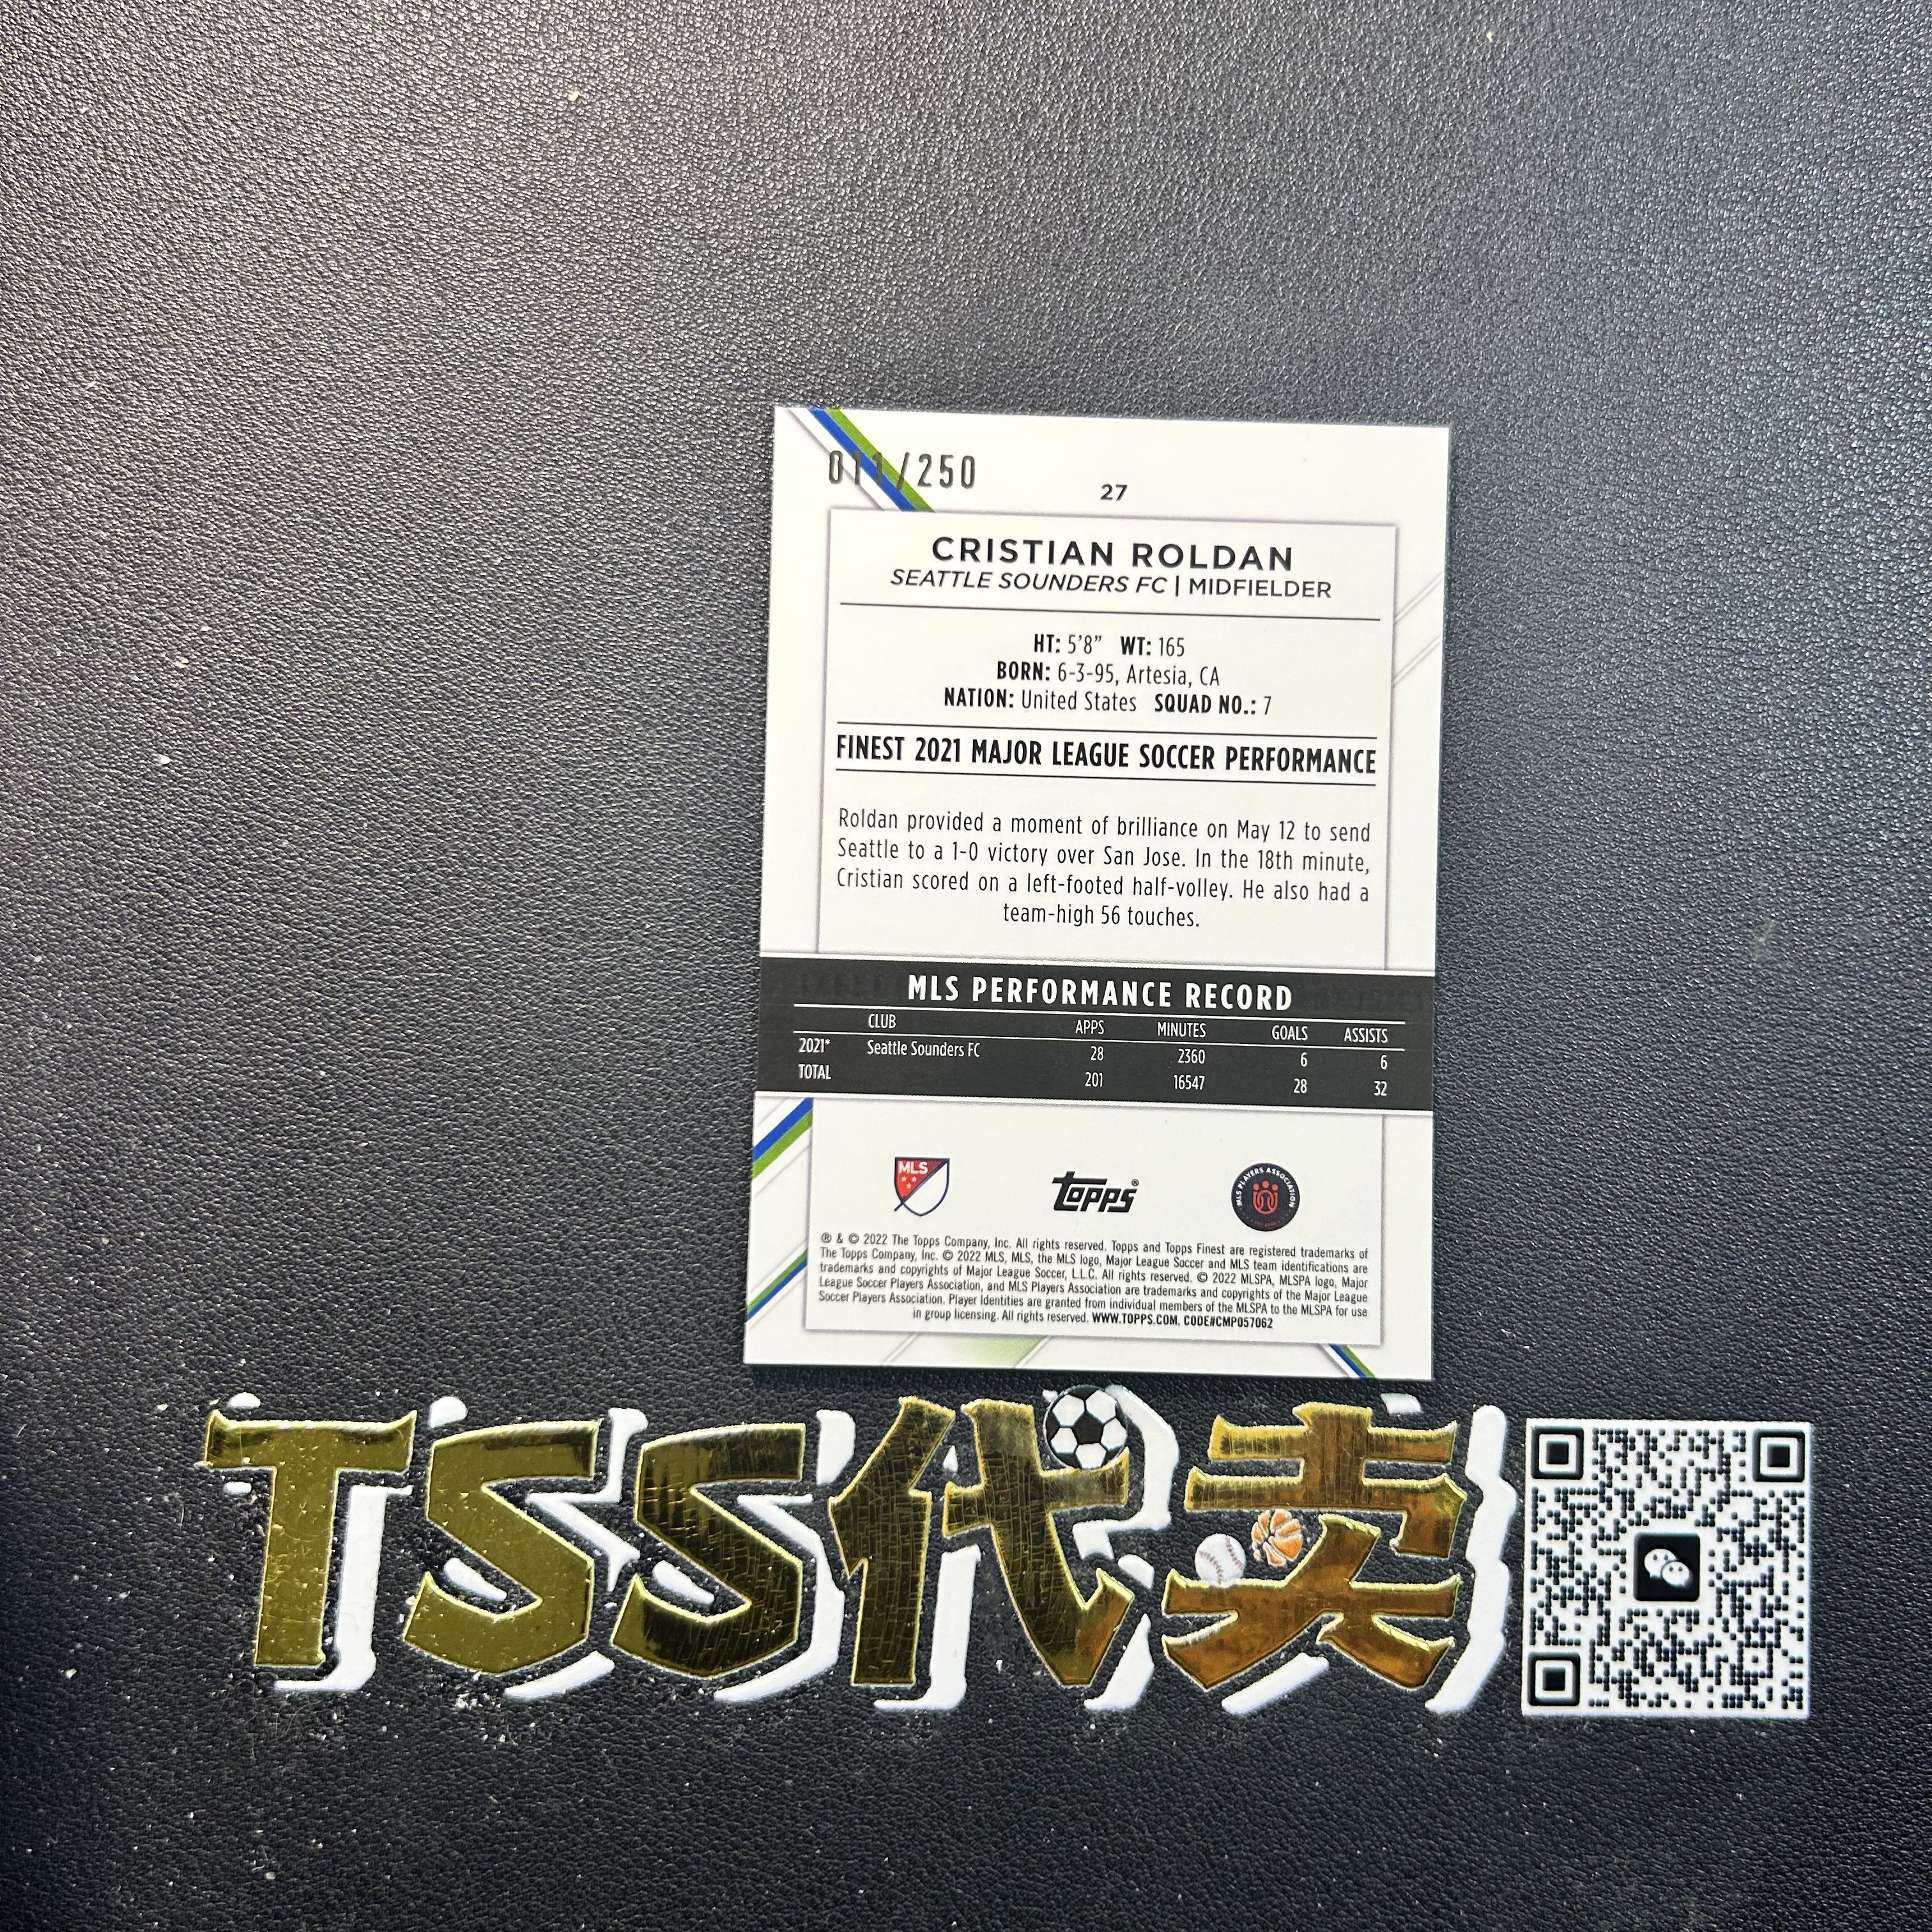 011/250
27
CRISTIAN ROLDAN
SEATTLE SOUNDERS FC | MIDFIELDER
HT: 5'8" WT: 165
BORN: 6-3-95, Artesia, CA
NATION: United States SQUAD NO.: 7
FINEST 2021 MAJOR LEAGUE SOCCER PERFORMANCE
Roldan provided a moment of brilliance on May 12 to send
Seattle to a 1-0 victory over San Jose. In the 18th minute,
Cristian scored on a left-footed half-volley. He also had a
team-high 56 touches.
MLS PERFORMANCE RECORD
CLUB APPS MINUTES GOALS ASSISTS
2021* Seattle Sounders FC 28 2360 6 6
TOTAL 201 16547 28 32
MLS
topps®
MLS PLAYERS ASSOCIATION
® & © 2022 The Topps Company, Inc. All rights reserved. Topps and Topps Finest are registered trademarks of
The Topps Company, Inc. © 2022 MLS, MLS, the MLS logo, Major League Soccer and MLS team identifications are
trademarks and copyrights of Major League Soccer, L.L.C. All rights reserved. © 2022 MLSPA, MLSPA logo, Major
League Soccer Players Association, and MLS Players Association are trademarks and copyrights of the Major League
Soccer Players Association. Player Identities are granted from individual members of the MLSPA to the MLSPA for use
in group licensing. All rights reserved. WWW.TOPPS.COM. CODE#CMP057062
TSS代卖